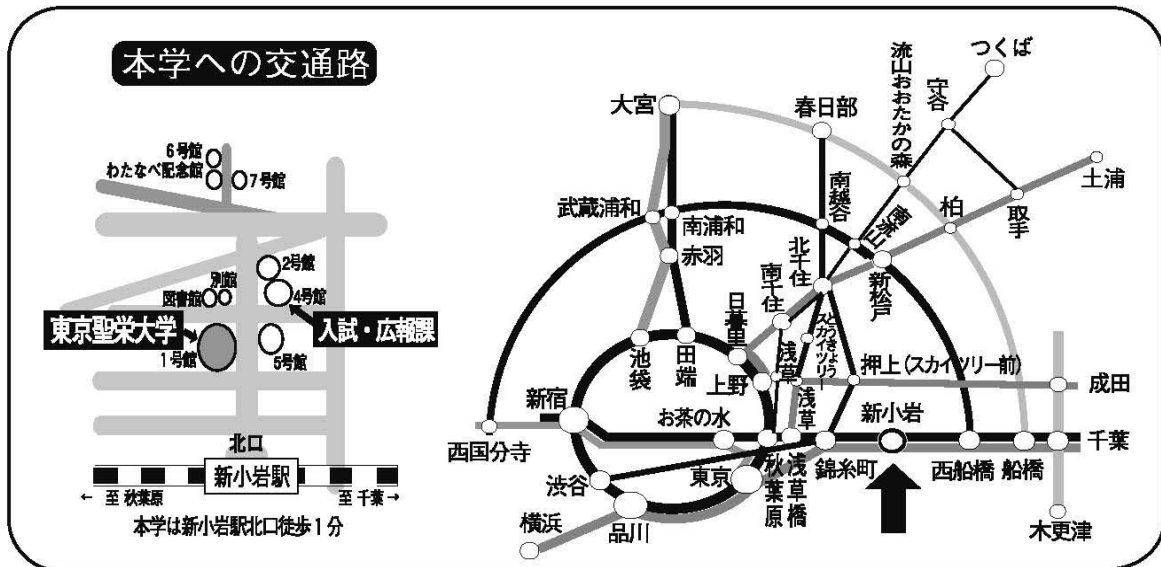 本学への交通路
6号館
わたなべ記念館
7号館
2号館
別館
図書館
4号館
東京聖栄大学
入試・広報課
1号館
5号館
北口
新小岩駅
← 至 秋葉原
至 千葉 →
本学は新小岩駅北口徒歩1分
つくば
守谷
流山おおたかの森
春日部
大宮
土浦
取手
柏
南越谷
南流山
武蔵浦和
南浦和
北千住
新松戸
赤羽
南千住
日暮里
とうきょうスカイツリー
池袋
田端
上野
浅草
浅草
押上(スカイツリー前)
成田
新宿
お茶の水
新小岩
西国分寺
千葉
渋谷
東京
秋葉原
浅草橋
錦糸町
西船橋
船橋
横浜
品川
木更津